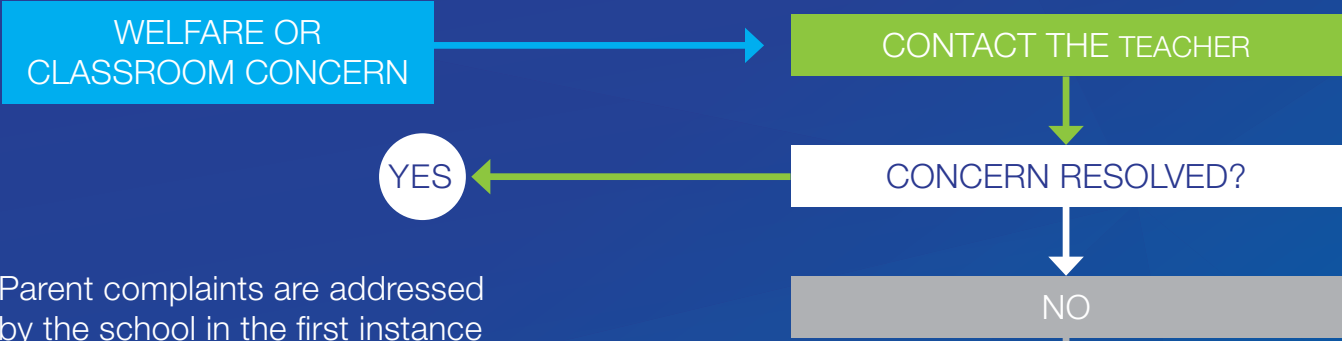 WELFARE OR
CLASSROOM CONCERN
CONTACT THE TEACHER
YES
CONCERN RESOLVED?
NO
Parent complaints are addressed
by the school in the first instance